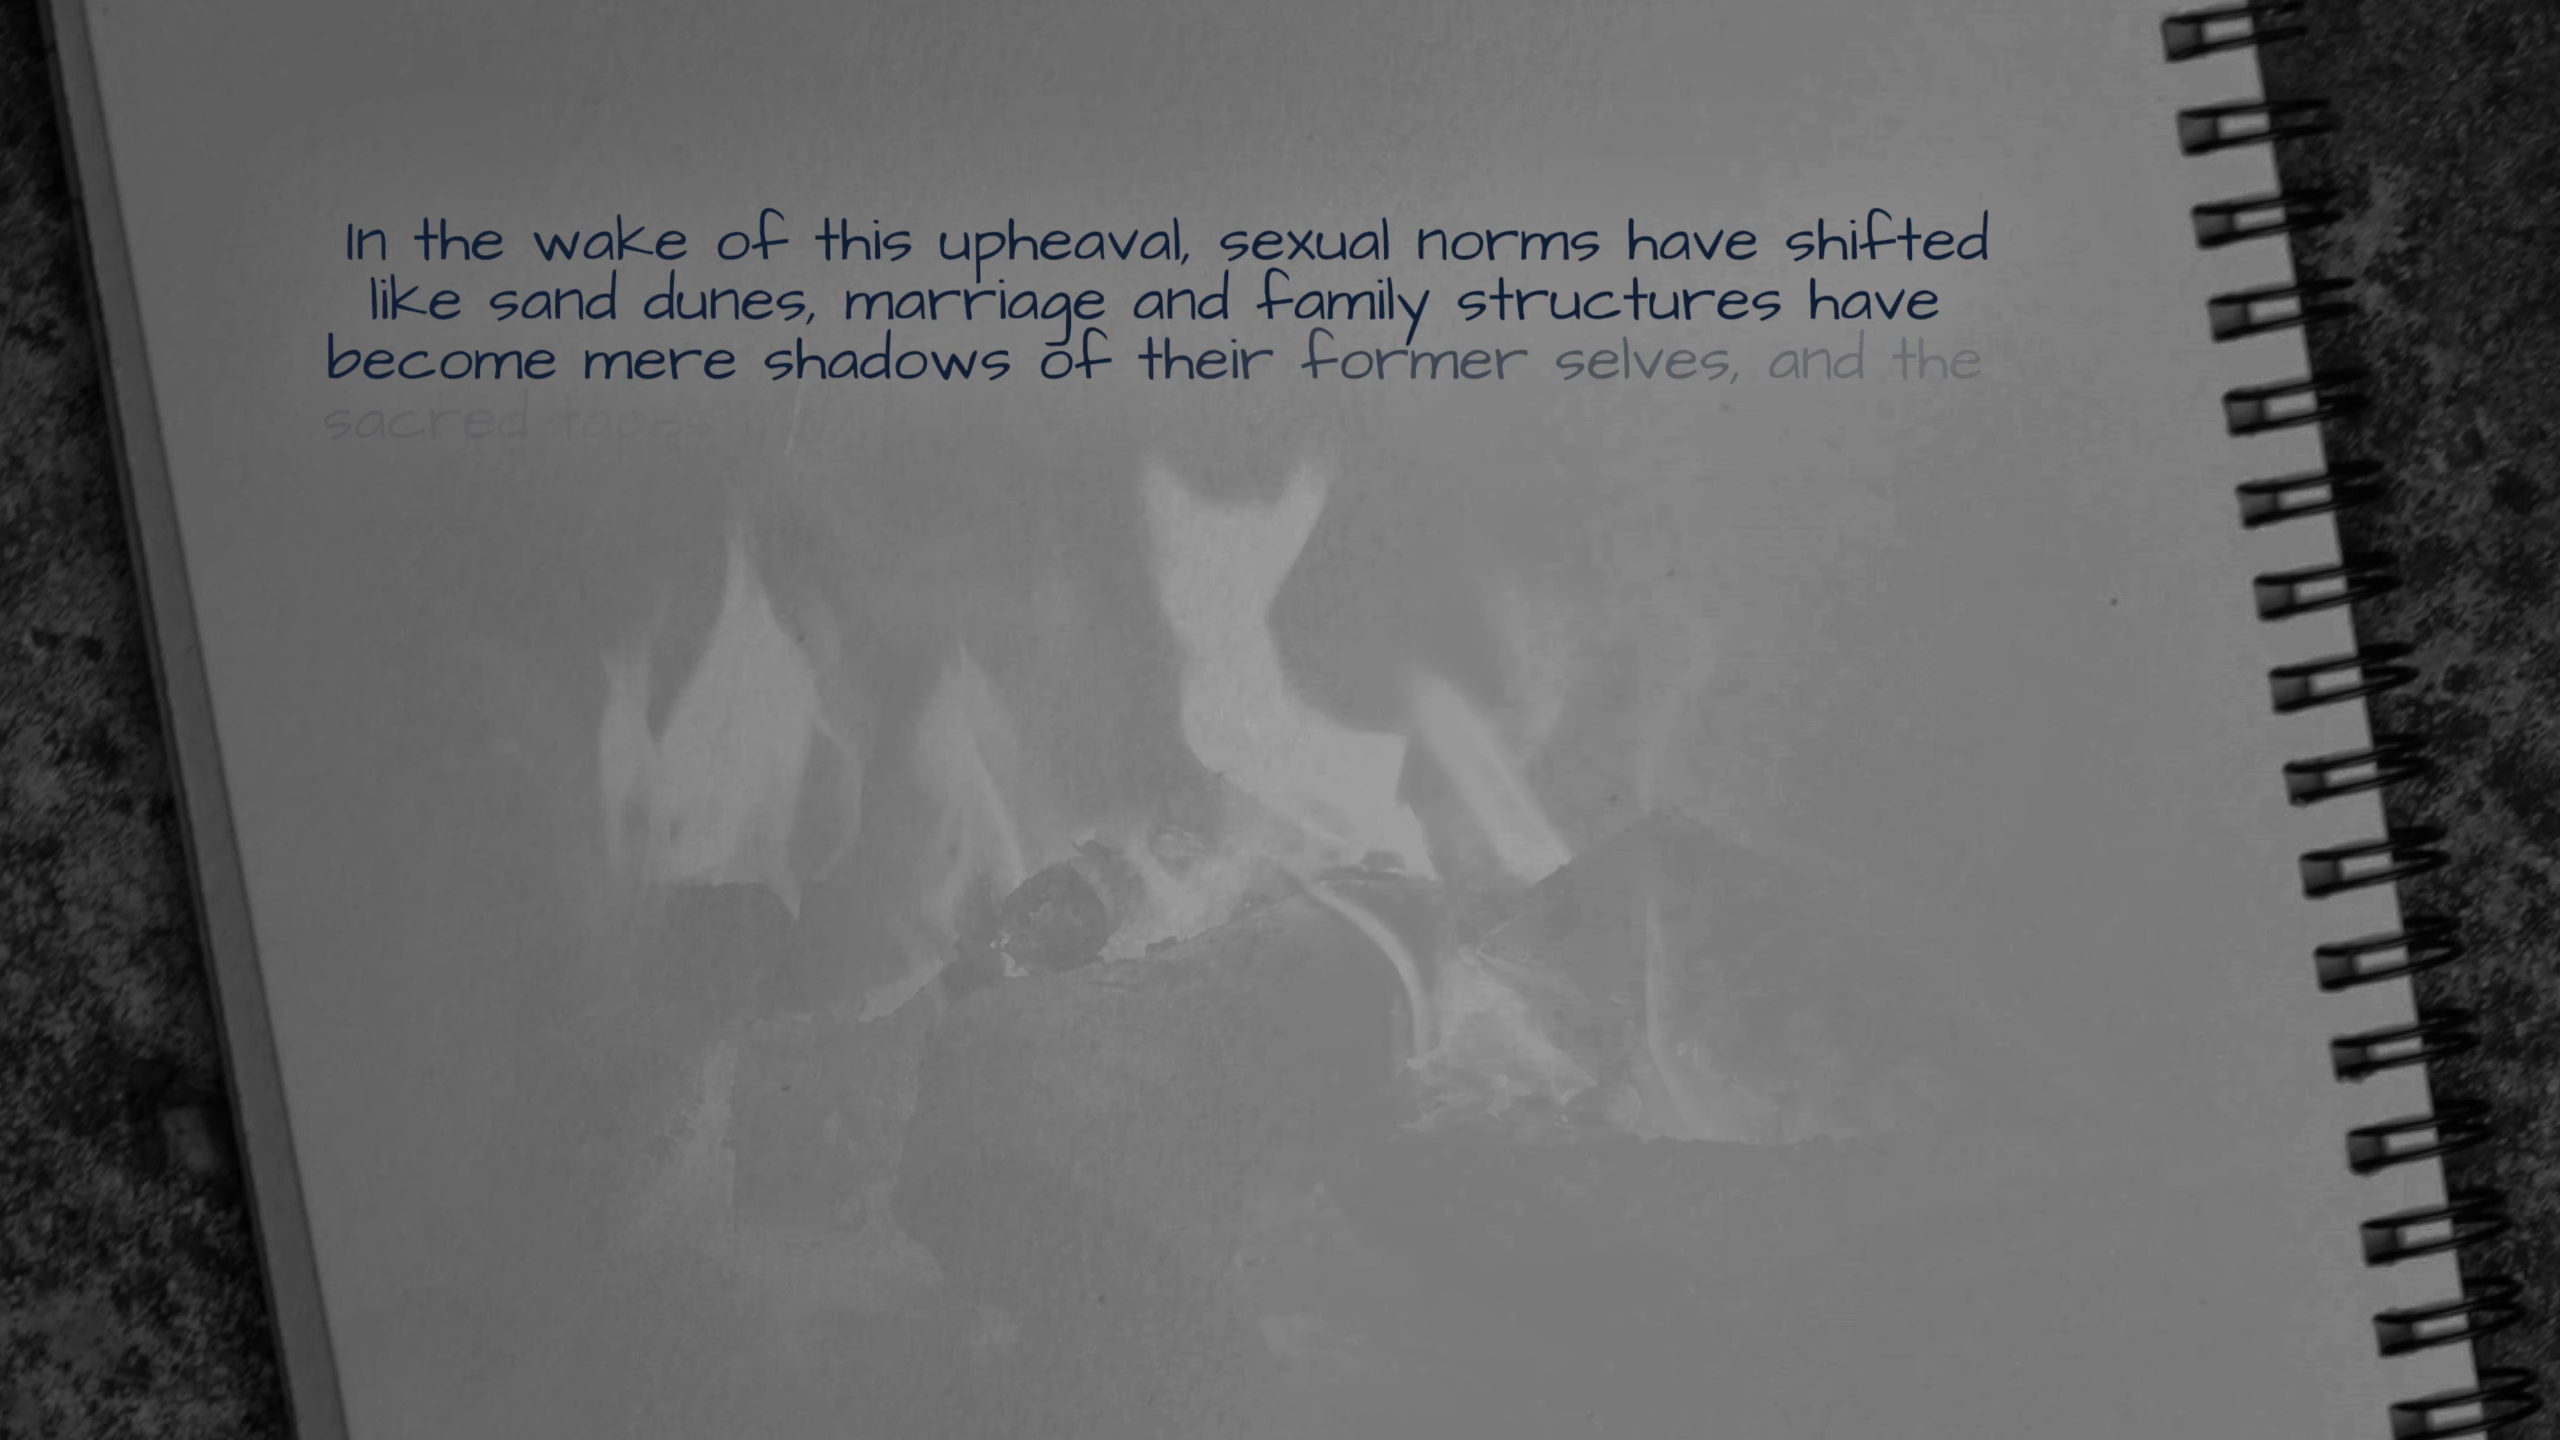 In the wake of this upheaval, sexual norms have shifted
like sand dunes, marriage and family structures have
become mere shadows of their former selves, and the
sacred